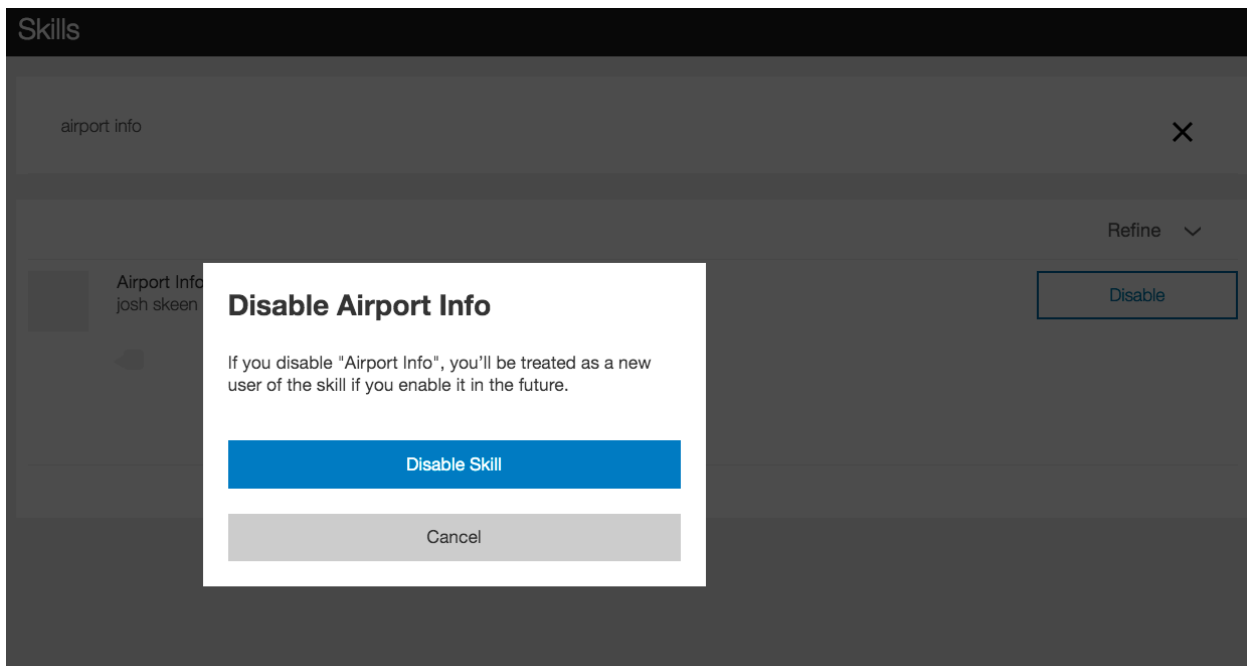 Skills
airport info
Refine
Airport Info
josh skeen
Disable
Disable Airport Info
If you disable "Airport Info", you’ll be treated as a new
user of the skill if you enable it in the future.
Disable Skill
Cancel